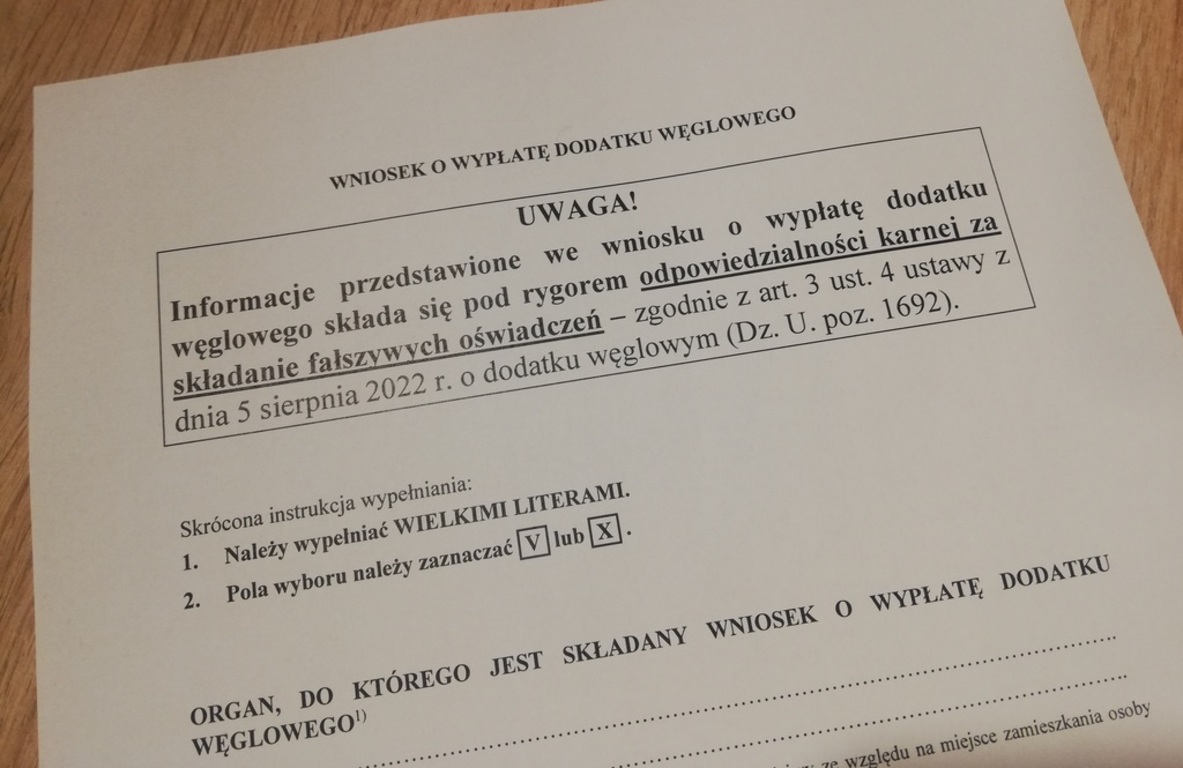 WNIOSEK O WYPŁATĘ DODATKU WĘGLOWEGO
UWAGA!
Informacje przedstawione we wniosku o wypłatę dodatku
węglowego składa się pod rygorem odpowiedzialności karnej za
składanie fałszywych oświadczeń – zgodnie z art. 3 ust. 4 ustawy z
dnia 5 sierpnia 2022 r. o dodatku węglowym (Dz. U. poz. 1692).
Skrócona instrukcja wypełniania:
1. Należy wypełniać WIELKIMI LITERAMI.
2. Pola wyboru należy zaznaczać V lub X.
ORGAN, DO KTÓREGO JEST SKŁADANY WNIOSEK O WYPŁATĘ DODATKU
WĘGLOWEGO1)
ze względu na miejsce zamieszkania osoby